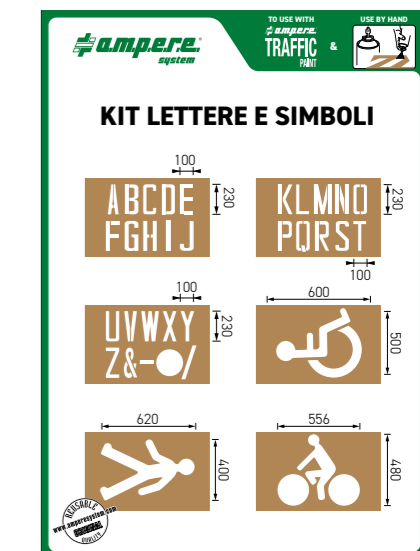 ampere
system
TO USE WITH
ampere
TRAFFIC
PAINT
&
USE BY HAND
KIT LETTERE E SIMBOLI
100
ABCDE
FGHIJ
230
KLMNO
PQRST
230
100
100
UVWXY
Z&-●/
230
600
500
620
400
556
480
REUSABLE
www.amperesystem.com
QUALITY